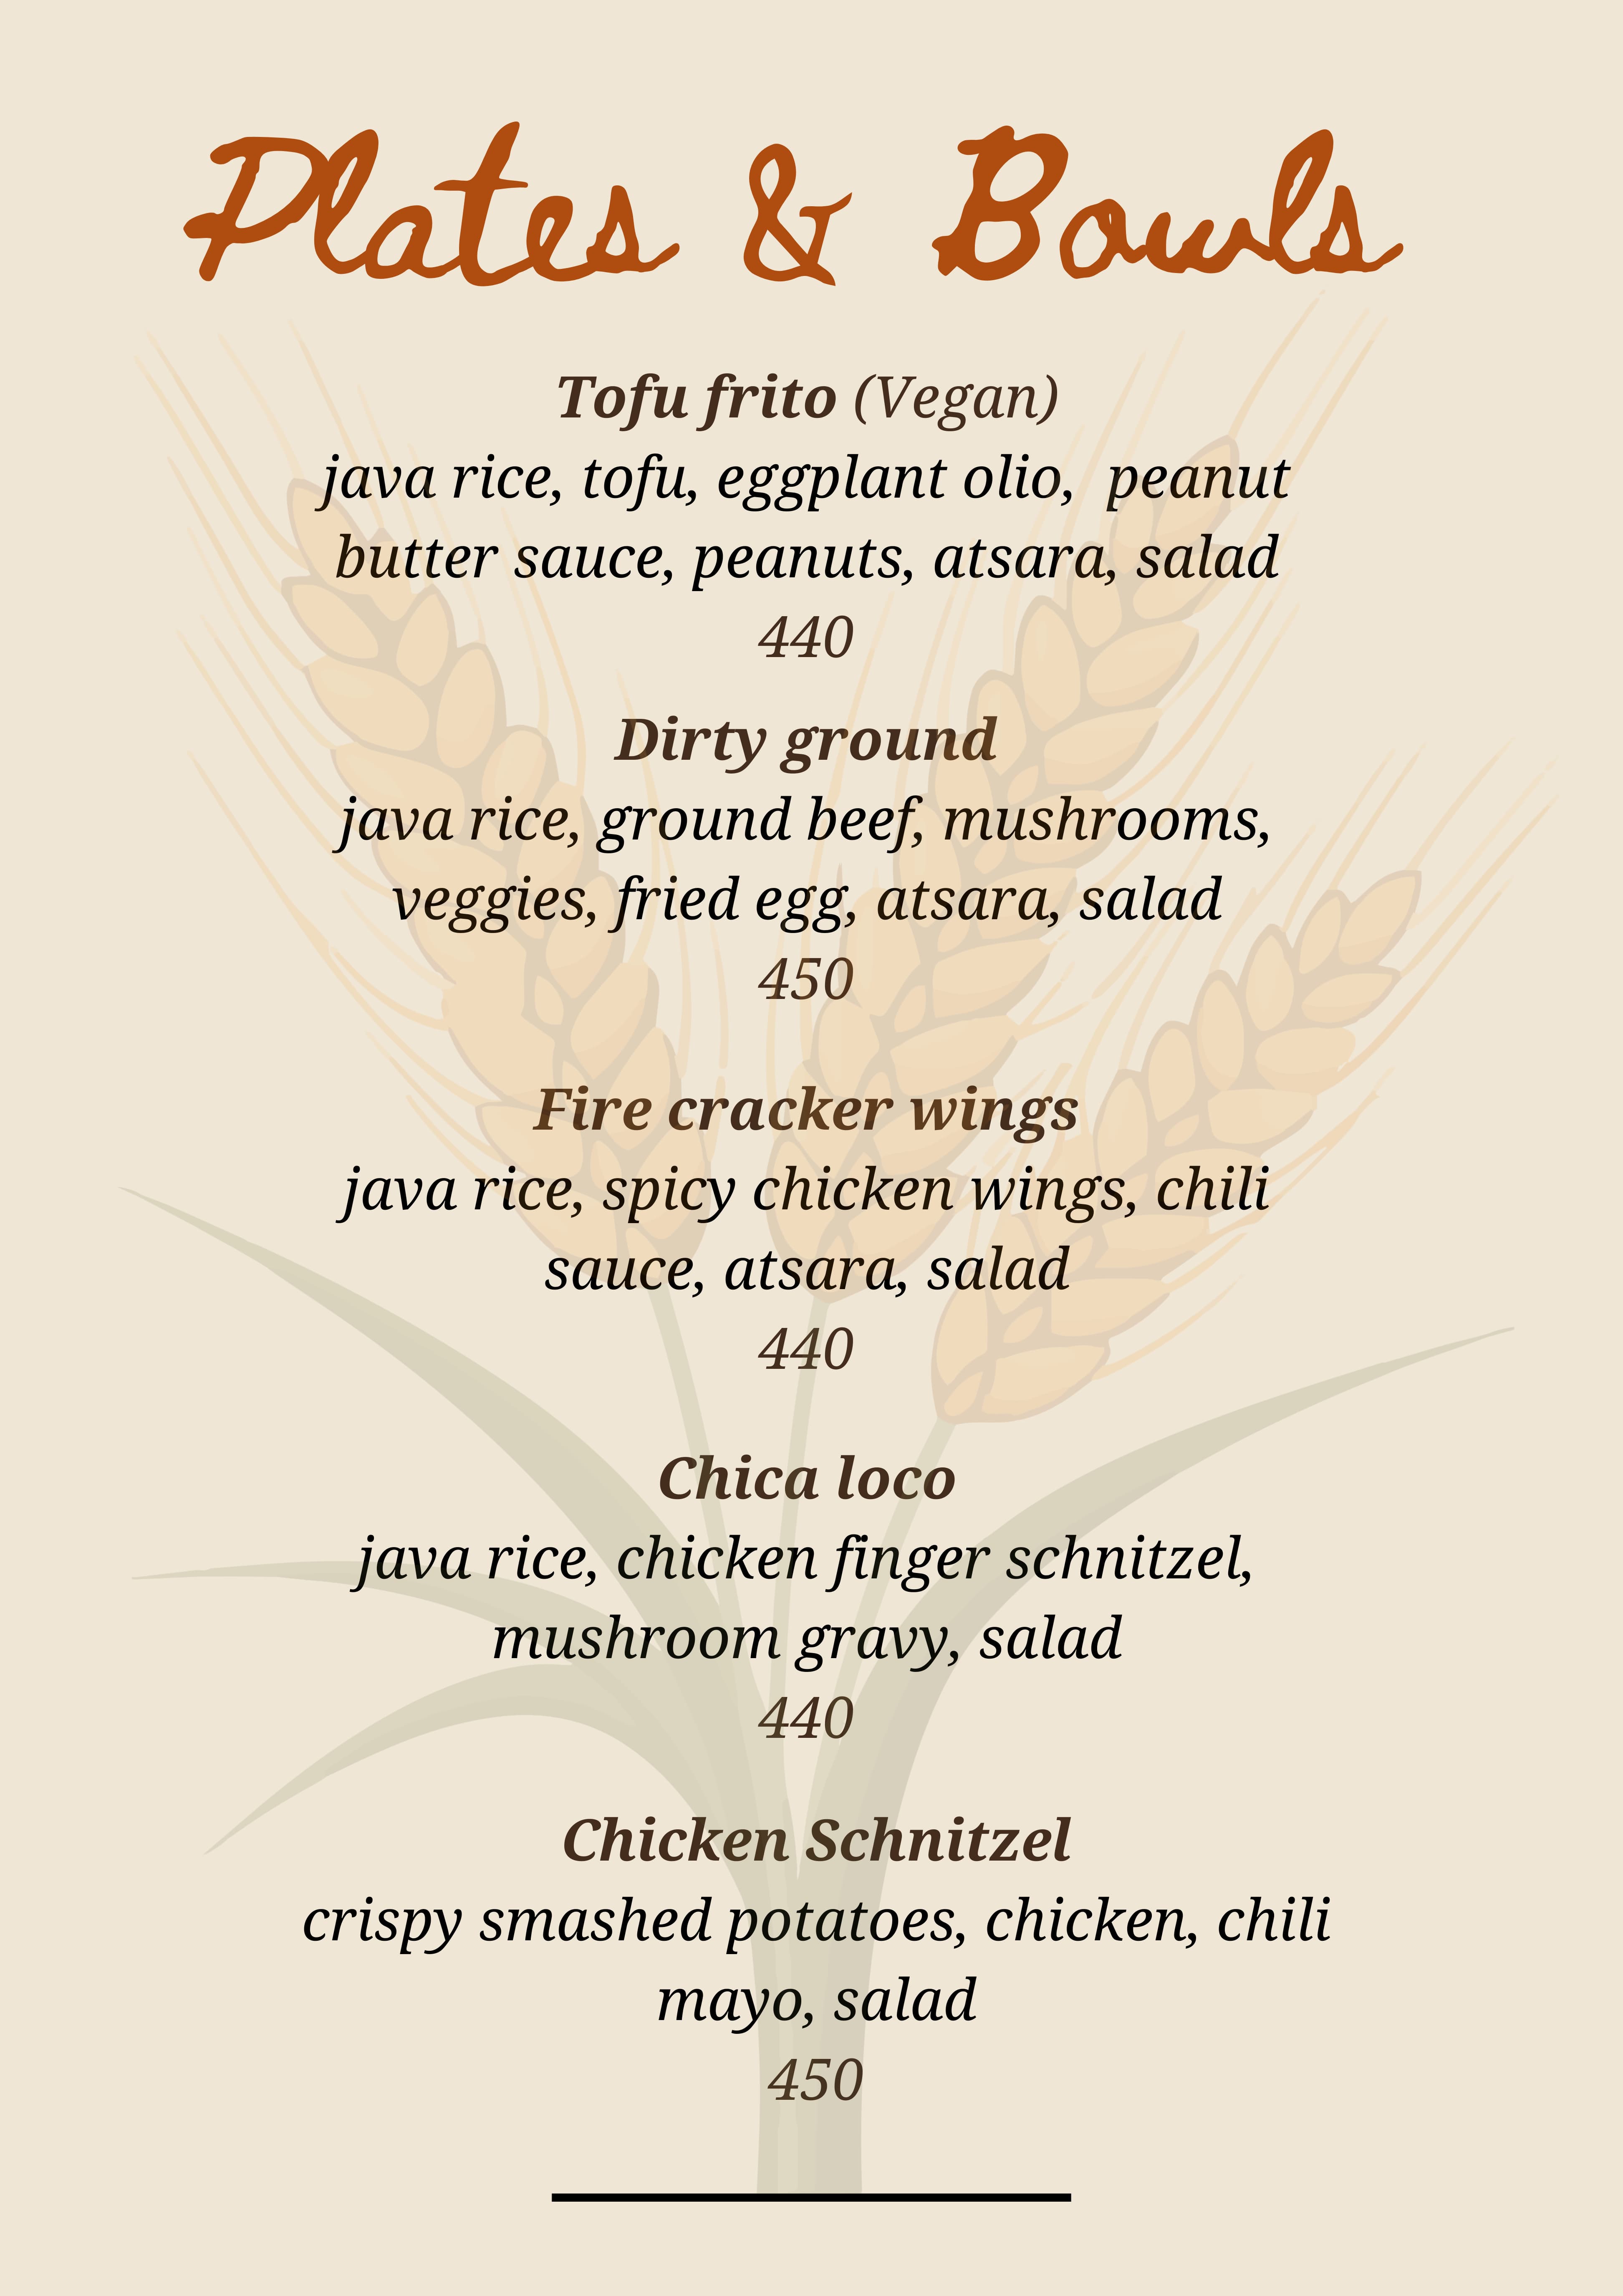 Plates & Bowls
Tofu frito (Vegan)
java rice, tofu, eggplant olio, peanut
butter sauce, peanuts, atsara, salad
440
Dirty ground
java rice, ground beef, mushrooms,
veggies, fried egg, atsara, salad
450
Fire cracker wings
java rice, spicy chicken wings, chili
sauce, atsara, salad
440
Chica loco
java rice, chicken finger schnitzel,
mushroom gravy, salad
440
Chicken Schnitzel
crispy smashed potatoes, chicken, chili
mayo, salad
450